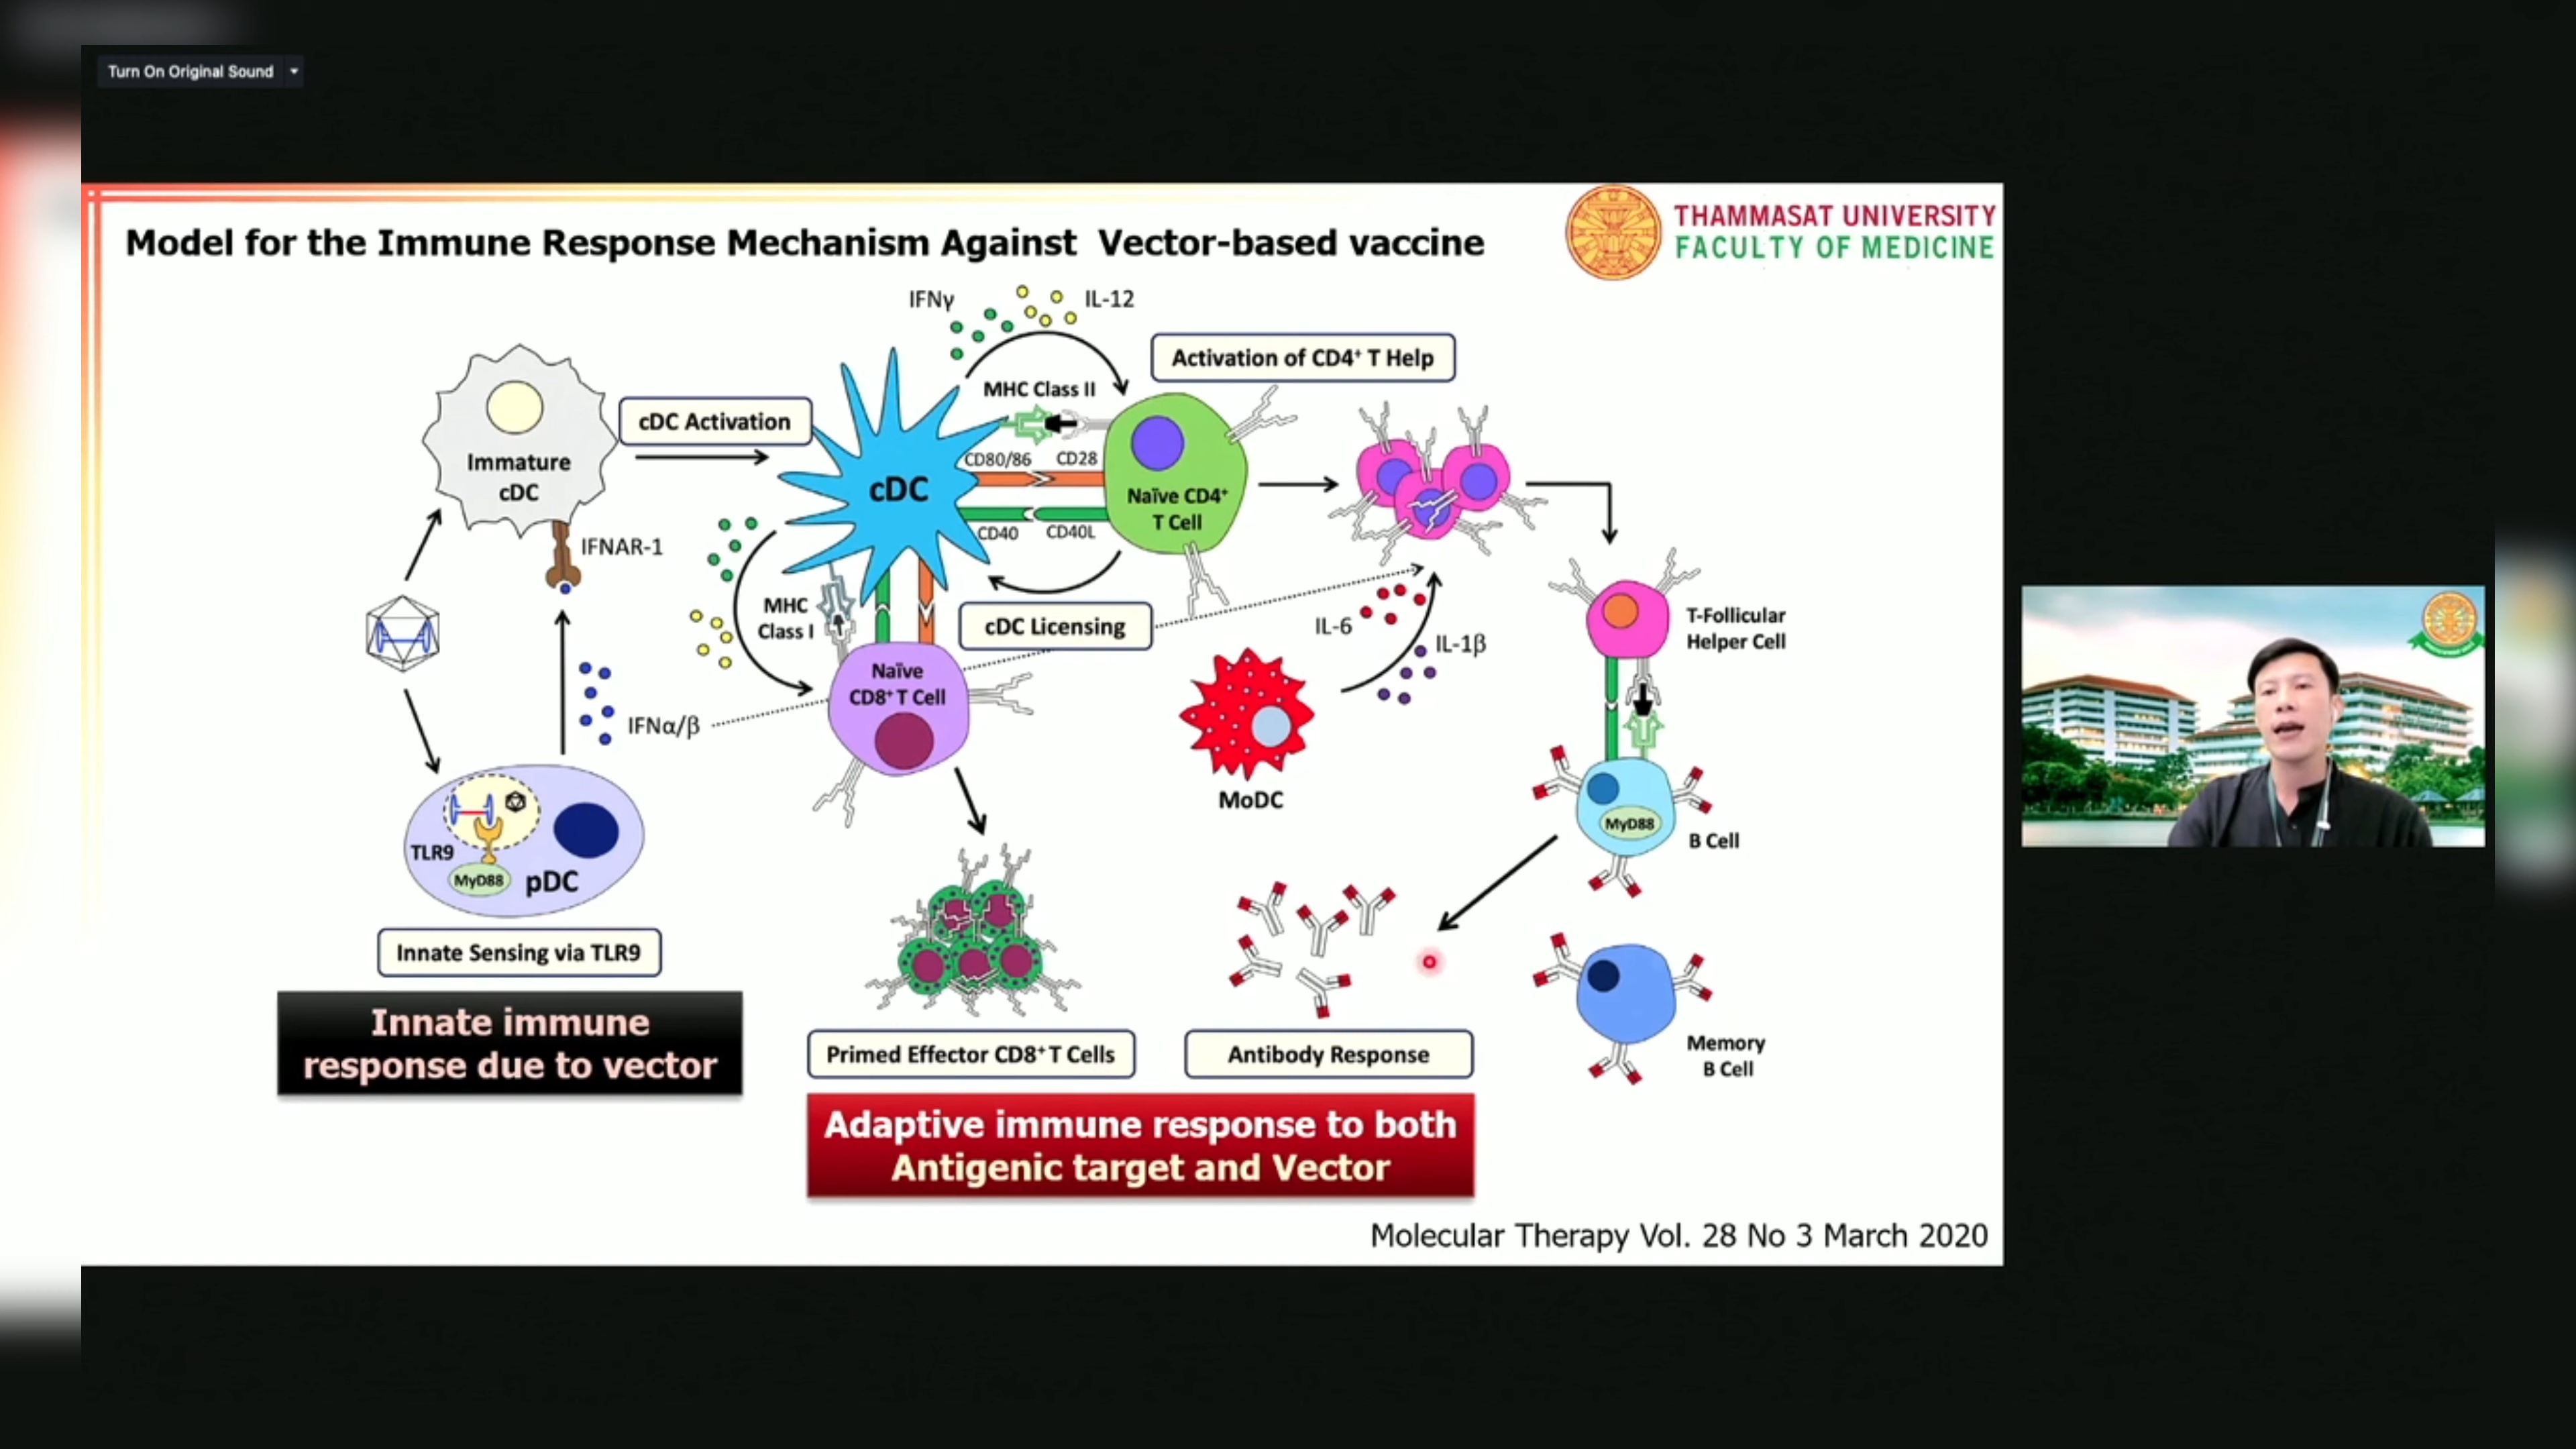 Turn On Original Sound
Model for the Immune Response Mechanism Against Vector-based vaccine
THAMMASAT UNIVERSITY
FACULTY OF MEDICINE
IFNγ
IL-12
Activation of CD4⁺ T Help
MHC Class II
cDC Activation
Immature
cDC
cDC
CD80/86
CD28
Naïve CD4⁺
T Cell
CD40
CD40L
IFNAR-1
MHC
Class I
cDC Licensing
IL-6
IL-1β
T-Follicular
Helper Cell
Naïve
CD8⁺ T Cell
IFNα/β
MoDC
MyD88
B Cell
TLR9
MyD88
pDC
Innate Sensing via TLR9
Innate immune
response due to vector
Primed Effector CD8⁺ T Cells
Antibody Response
Memory
B Cell
Adaptive immune response to both
Antigenic target and Vector
Molecular Therapy Vol. 28 No 3 March 2020